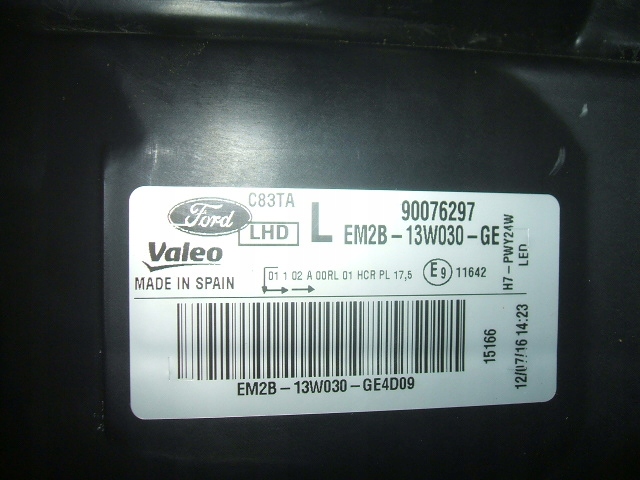 C83TA
Ford
LHD
L
90076297
EM2B-13W030-GE
Valeo
MADE IN SPAIN
01 1 02 A 00RL 01 HCR PL 17,5
E9
11642
H7-PWY24W
LED
EM2B-13W030-GE4D09
15166
12/07/16 14:23